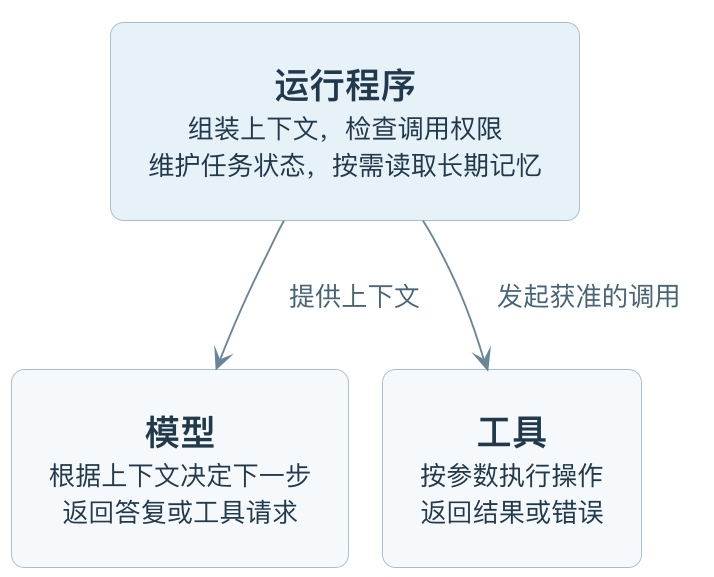 运行程序
组装上下文，检查调用权限
维护任务状态，按需读取长期记忆
提供上下文
发起获准的调用
模型
根据上下文决定下一步
返回答复或工具请求
工具
按参数执行操作
返回结果或错误